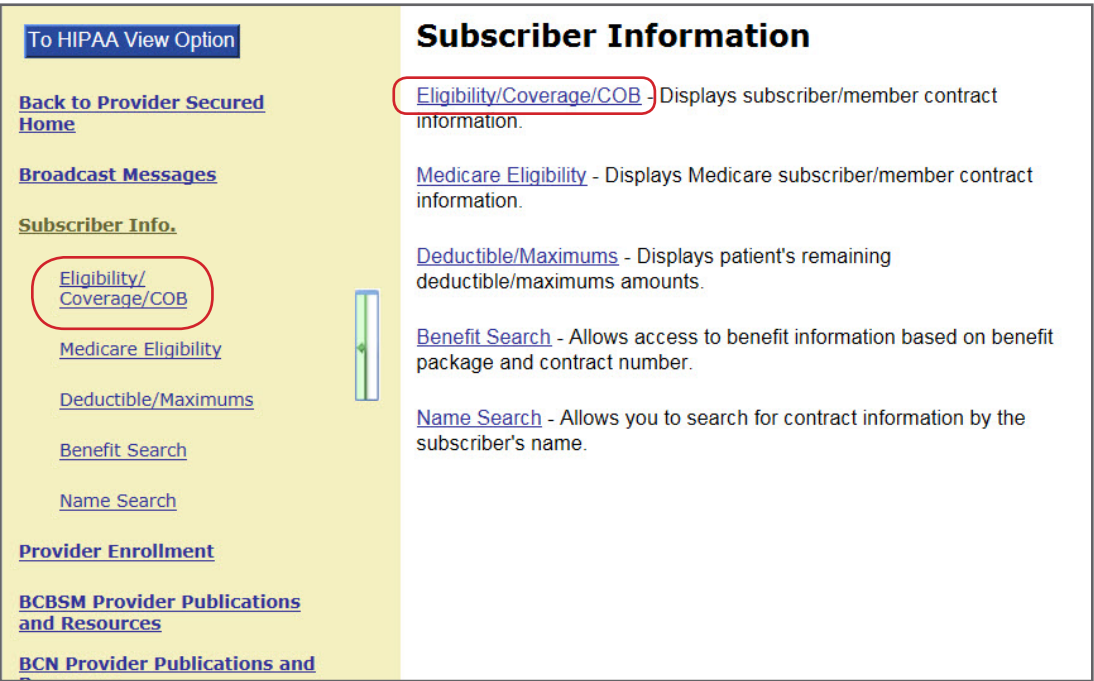 To HIPAA View Option
Back to Provider Secured
Home
Broadcast Messages
Subscriber Info.
Eligibility/
Coverage/COB
Medicare Eligibility
Deductible/Maximums
Benefit Search
Name Search
Provider Enrollment
BCBSM Provider Publications
and Resources
BCN Provider Publications and
Subscriber Information
Eligibility/Coverage/COB - Displays subscriber/member contract
information.
Medicare Eligibility - Displays Medicare subscriber/member contract
information.
Deductible/Maximums - Displays patient's remaining
deductible/maximums amounts.
Benefit Search - Allows access to benefit information based on benefit
package and contract number.
Name Search - Allows you to search for contract information by the
subscriber's name.